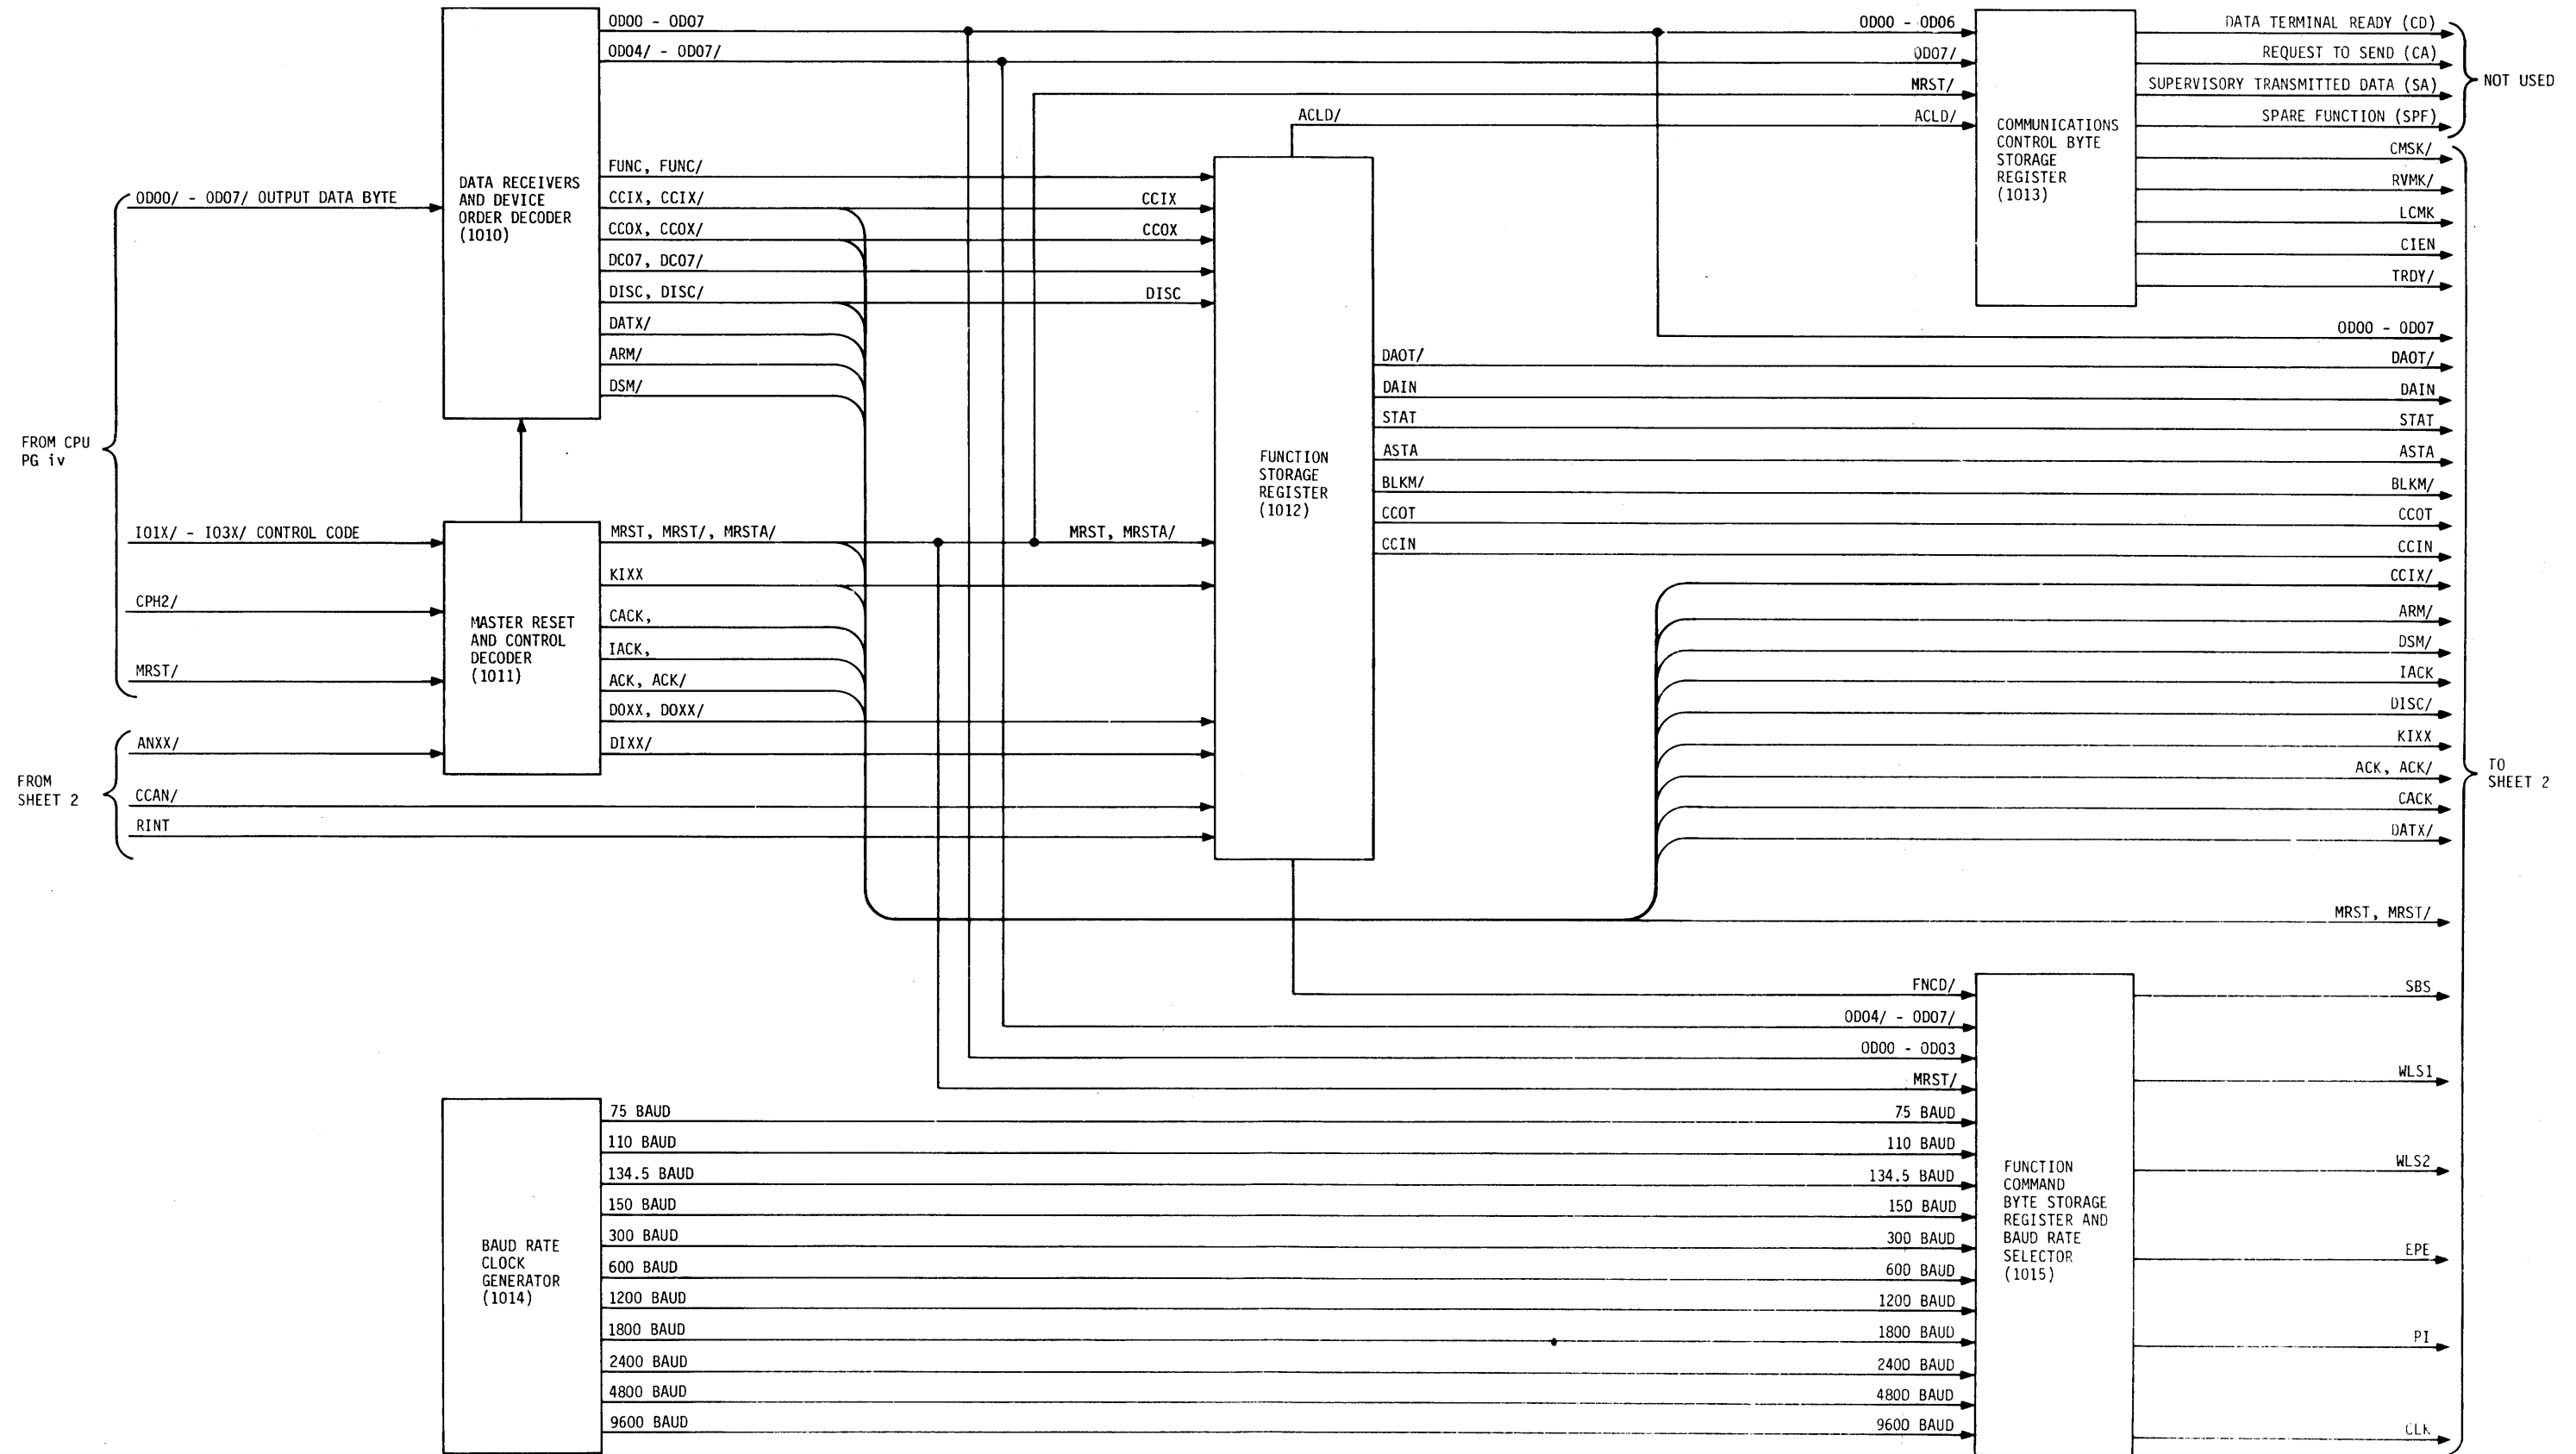 FROM CPU
PG iv
OD00/ - OD07/ OUTPUT DATA BYTE
IO1X/ - IO3X/ CONTROL CODE
CPH2/
MRST/
FROM
SHEET 2
ANXX/
CCAN/
RINT
DATA RECEIVERS
AND DEVICE
ORDER DECODER
(1010)
OD00 - OD07
OD04/ - OD07/
FUNC, FUNC/
CCIX, CCIX/
CCOX, CCOX/
DCO7, DCO7/
DISC, DISC/
DATX/
ARM/
DSM/
MASTER RESET
AND CONTROL
DECODER
(1011)
MRST, MRST/, MRSTA/
KIXX
CACK,
IACK,
ACK, ACK/
DOXX, DOXX/
DIXX/
CCIX
CCOX
DISC
MRST, MRSTA/
ACLD/
FUNCTION
STORAGE
REGISTER
(1012)
DAOT/
DAIN
STAT
ASTA
BLKM/
CCOT
CCIN
OD00 - OD06
OD07/
MRST/
ACLD/
COMMUNICATIONS
CONTROL BYTE
STORAGE
REGISTER
(1013)
DATA TERMINAL READY (CD)
REQUEST TO SEND (CA)
SUPERVISORY TRANSMITTED DATA (SA)
SPARE FUNCTION (SPF)
NOT USED
CMSK/
RVMK/
LCMK
CIEN
TRDY/
OD00 - OD07
DAOT/
DAIN
STAT
ASTA
BLKM/
CCOT
CCIN
CCIX/
ARM/
DSM/
IACK
DISC/
KIXX
ACK, ACK/
CACK
DATX/
MRST, MRST/
TO
SHEET 2
BAUD RATE
CLOCK
GENERATOR
(1014)
75 BAUD
110 BAUD
134.5 BAUD
150 BAUD
300 BAUD
600 BAUD
1200 BAUD
1800 BAUD
2400 BAUD
4800 BAUD
9600 BAUD
FNCD/
OD04/ - OD07/
OD00 - OD03
MRST/
75 BAUD
110 BAUD
134.5 BAUD
150 BAUD
300 BAUD
600 BAUD
1200 BAUD
1800 BAUD
2400 BAUD
4800 BAUD
9600 BAUD
FUNCTION
COMMAND
BYTE STORAGE
REGISTER AND
BAUD RATE
SELECTOR
(1015)
SBS
WLS1
WLS2
EPE
PI
CLK